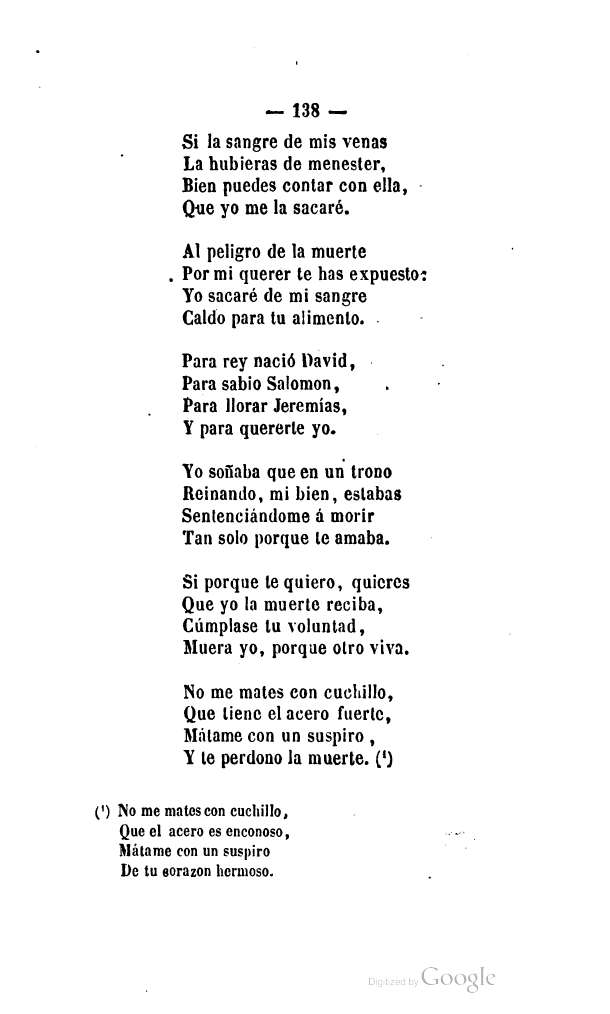 — 138 —
Si la sangre de mis venas
La hubieras de menester,
Bien puedes contar con ella,
Que yo me la sacaré.
Al peligro de la muerte
Por mi querer te has expuesto:
Yo sacaré de mi sangre
Caldo para tu alimento.
Para rey nació David,
Para sabio Salomon,
Para llorar Jeremías,
Y para quererte yo.
Yo soñaba que en un trono
Reinando, mi bien, estabas
Sentenciándome á morir
Tan solo porque te amaba.
Si porque te quiero, quieres
Que yo la muerte reciba,
Cúmplase tu voluntad,
Muera yo, porque otro viva.
No me mates con cuchillo,
Que tiene el acero fuerte,
Mátame con un suspiro,
Y te perdono la muerte. (¹)
(¹) No me mates con cuchillo,
Que el acero es enconoso,
Mátame con un suspiro
De tu corazon hermoso.
Digitized by Google